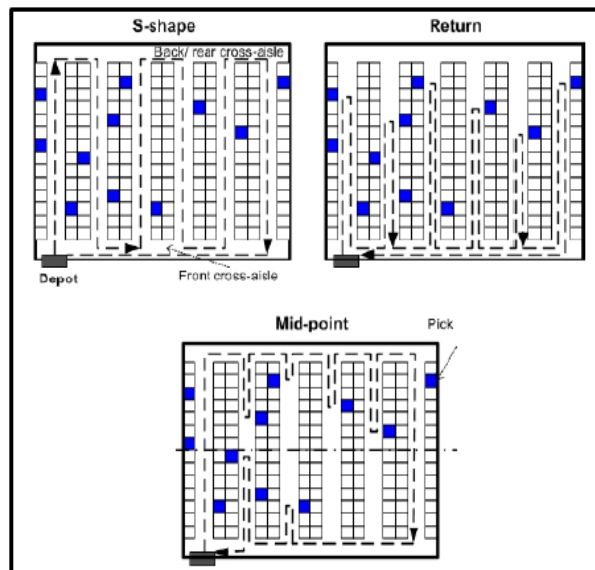 S-shape
Return
Back/ rear cross-aisle
Depot
Front cross-aisle
Mid-point
Pick